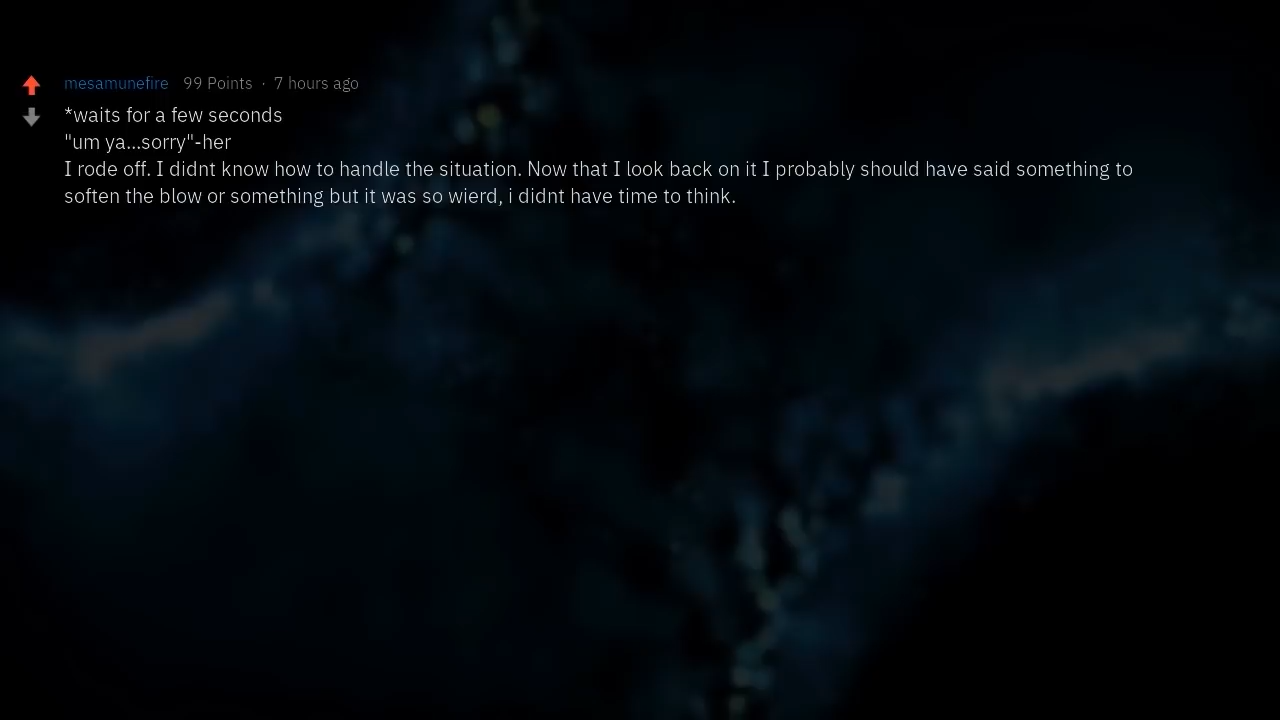 mesamunefire 99 Points · 7 hours ago
*waits for a few seconds
"um ya...sorry"-her
I rode off. I didnt know how to handle the situation. Now that I look back on it I probably should have said something to
soften the blow or something but it was so wierd, i didnt have time to think.